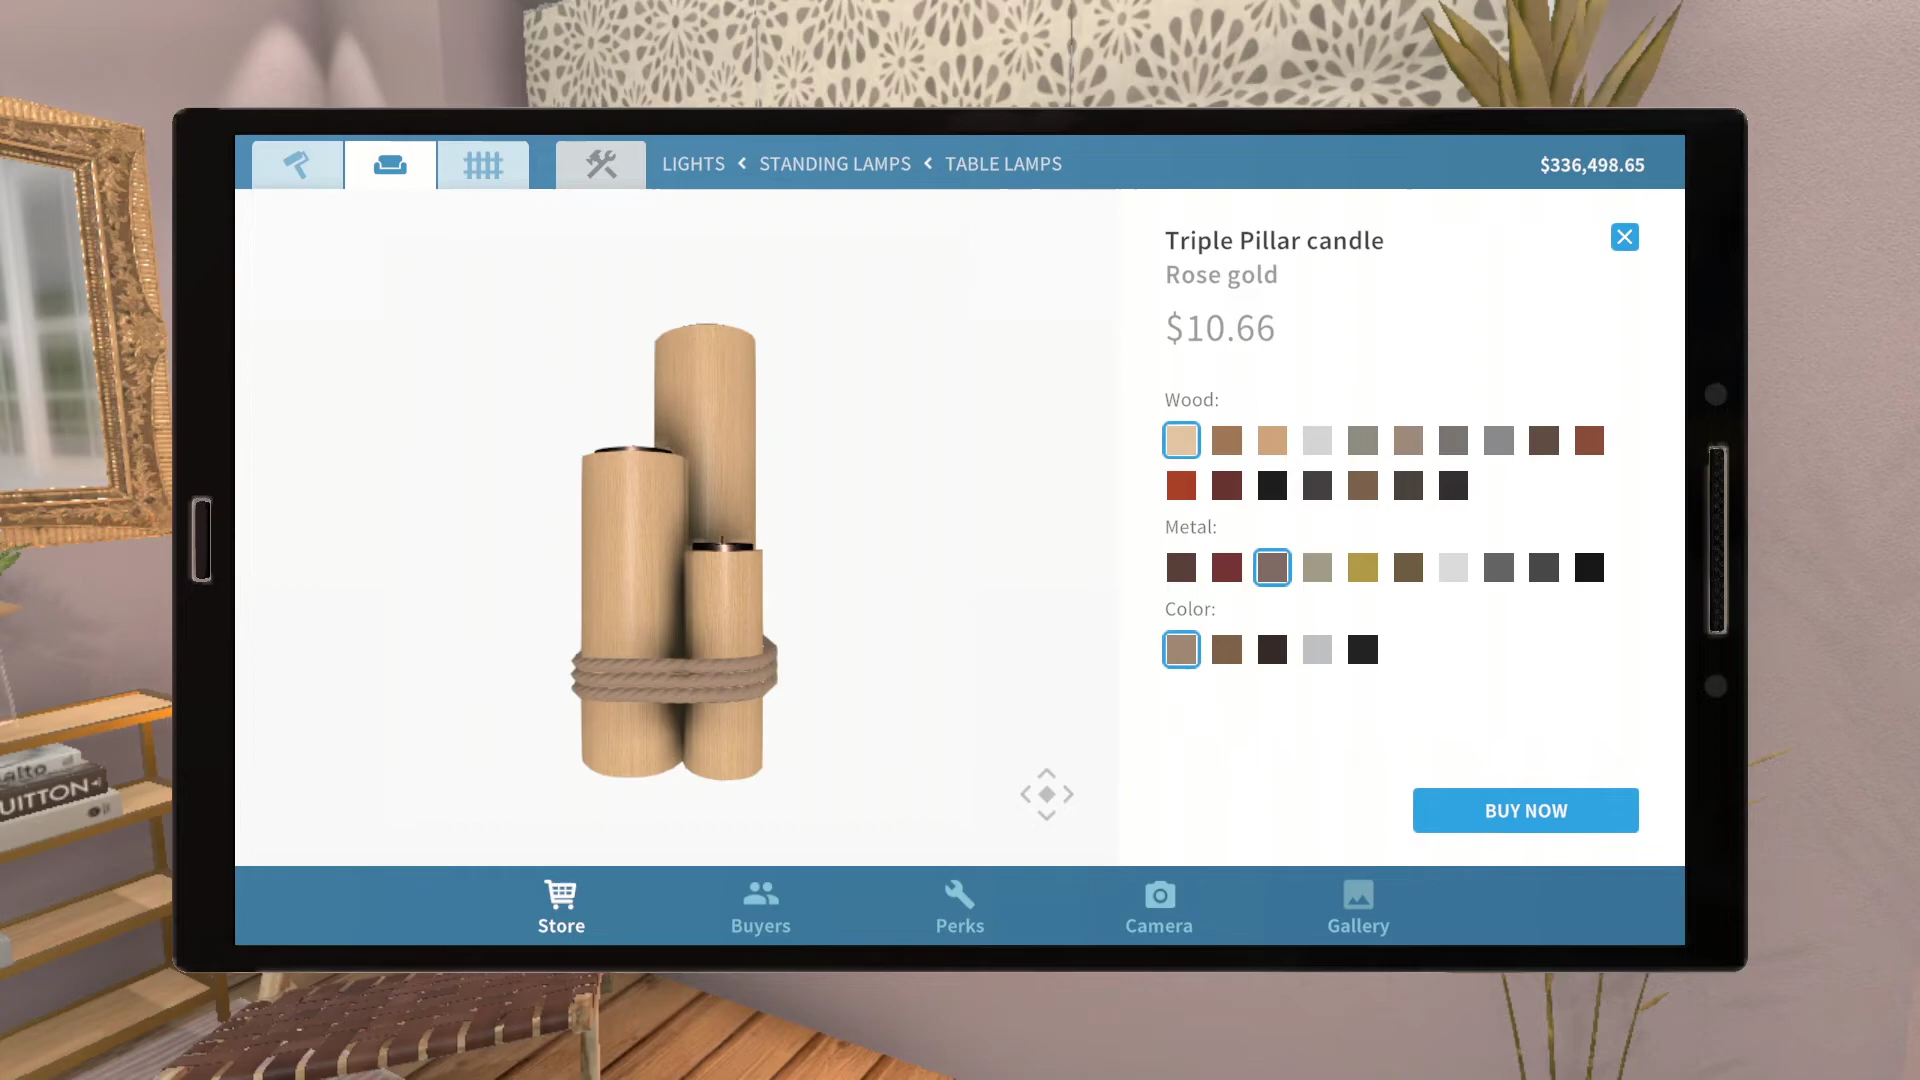 LIGHTS < STANDING LAMPS < TABLE LAMPS
$336,498.65
Triple Pillar candle
Rose gold
$10.66
Wood:
Metal:
Color:
BUY NOW
Store
Buyers
Perks
Camera
Gallery
alto
UITTON